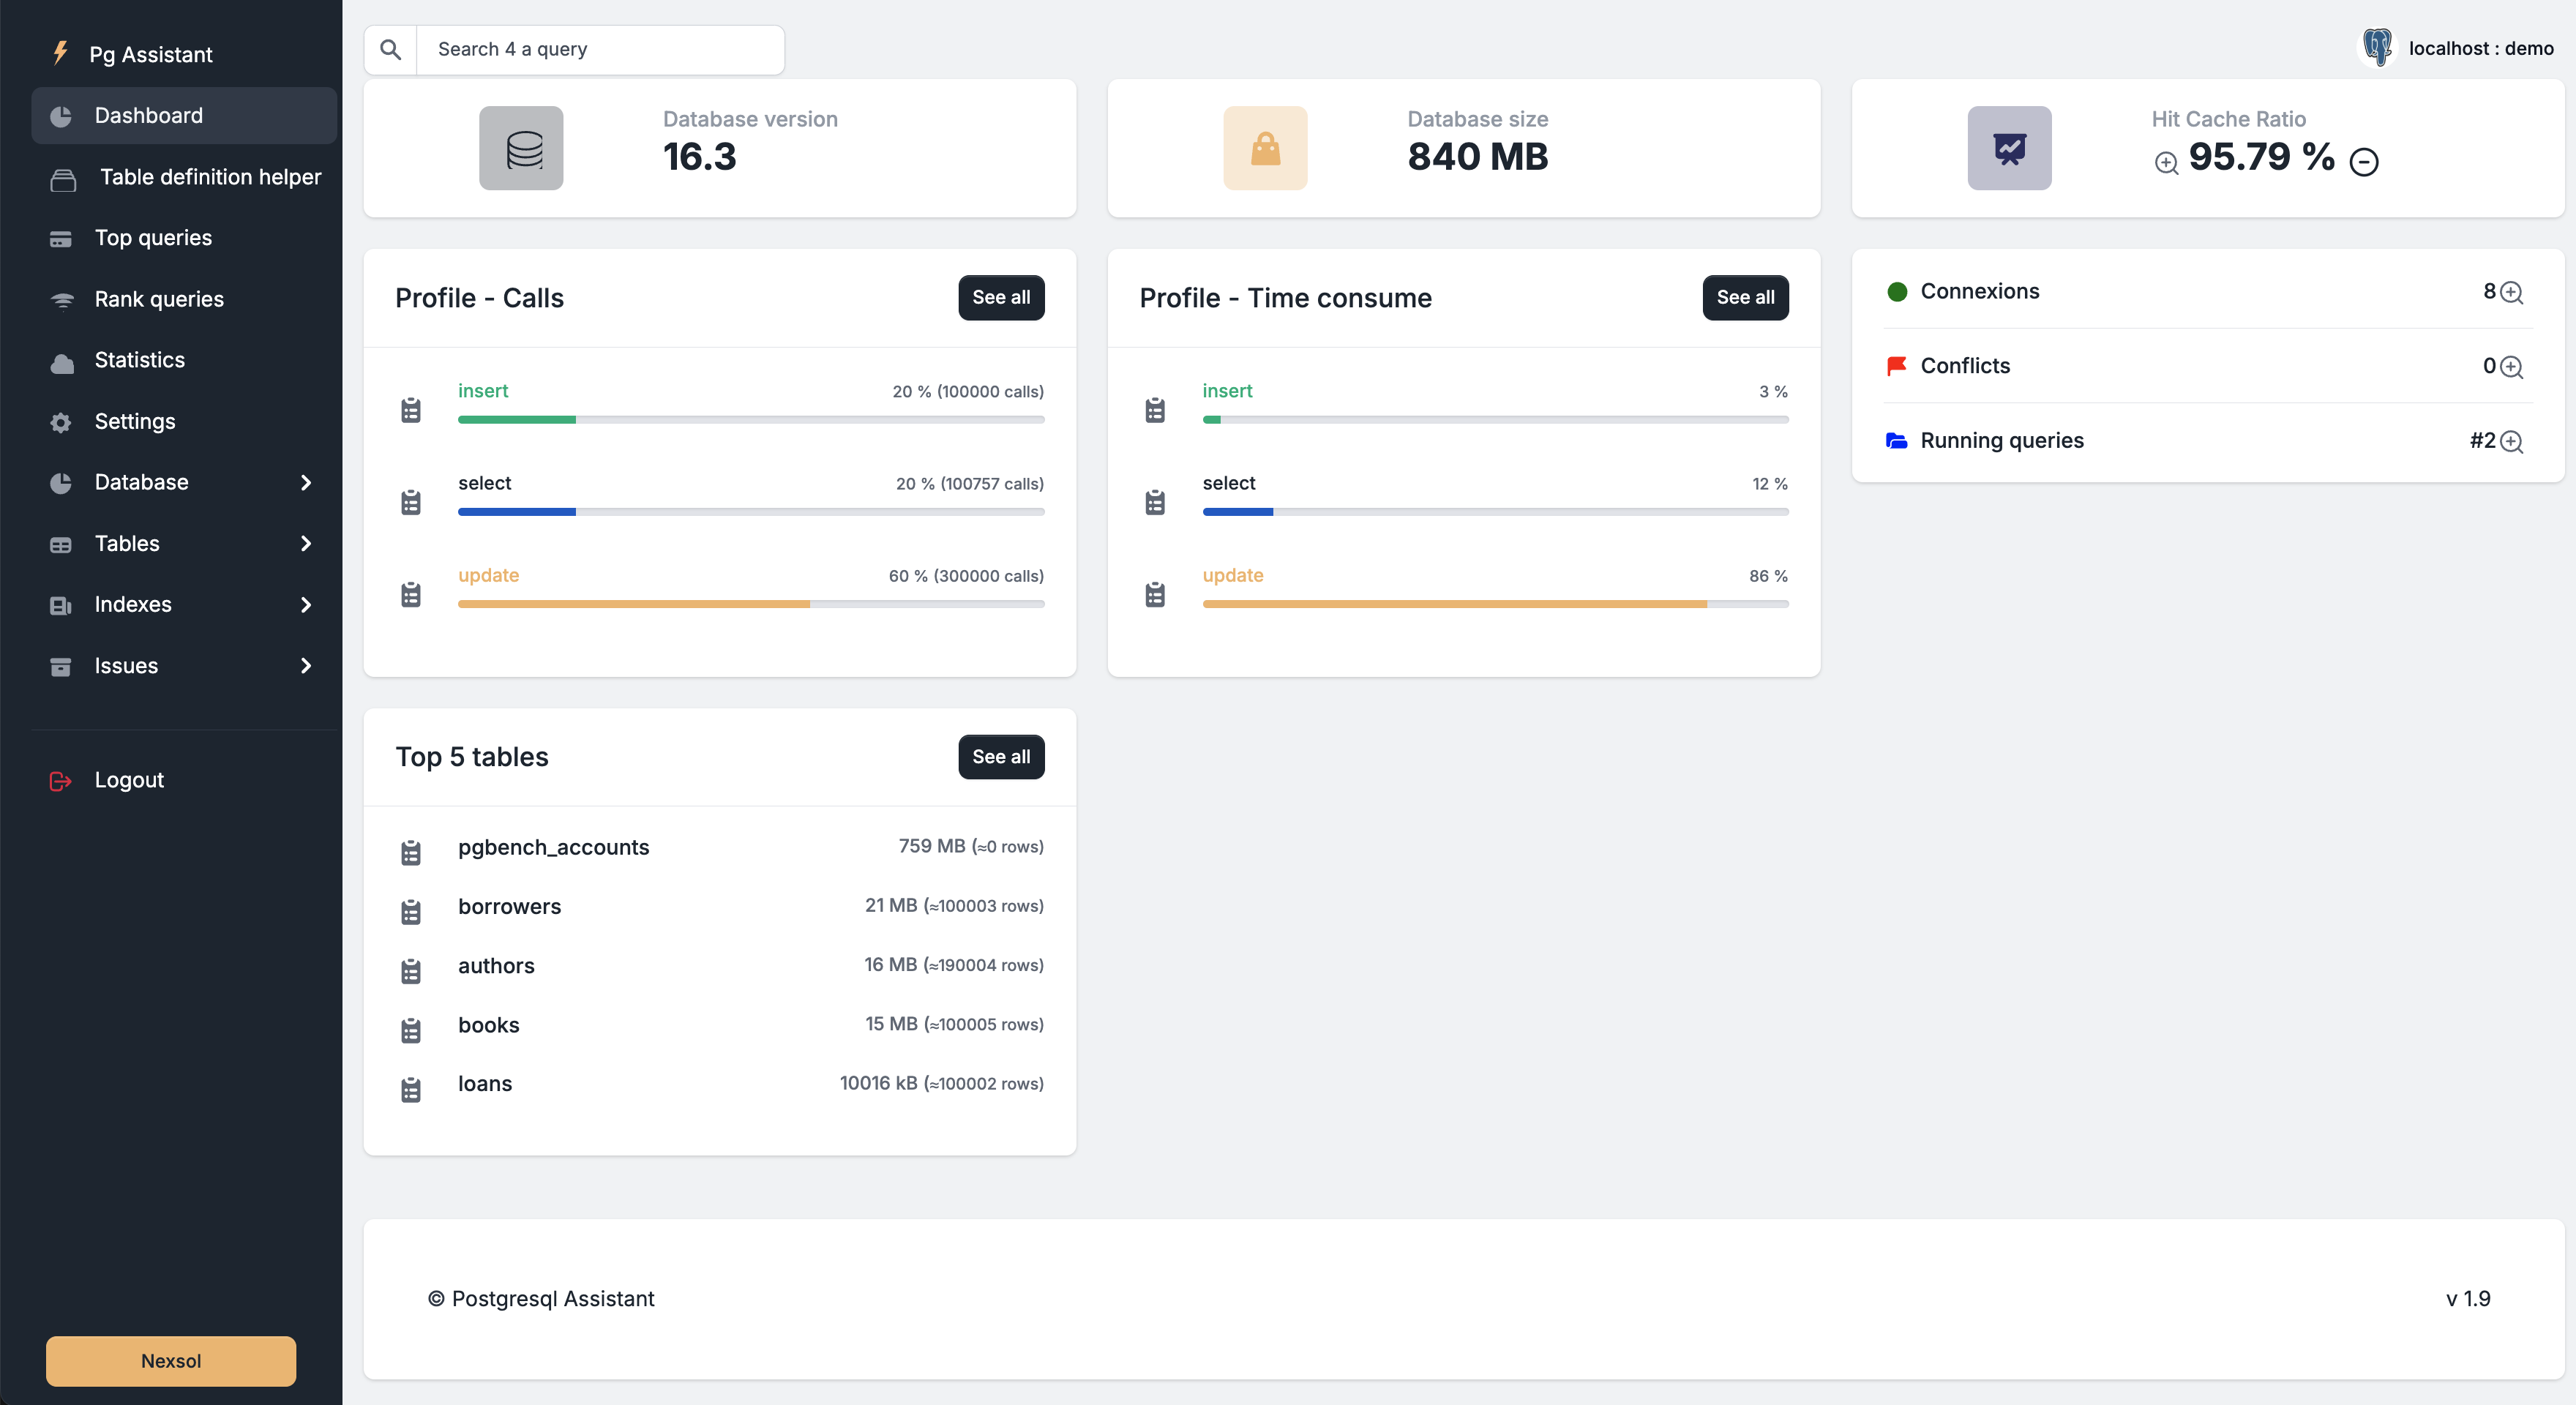 Pg Assistant
Dashboard
Table definition helper
Top queries
Rank queries
Statistics
Settings
Database
Tables
Indexes
Issues
Logout
Nexsol
Search 4 a query
localhost : demo
Database version
16.3
Database size
840 MB
Hit Cache Ratio
95.79 %
Profile - Calls
See all
insert
20 % (100000 calls)
select
20 % (100757 calls)
update
60 % (300000 calls)
Profile - Time consume
See all
insert
3 %
select
12 %
update
86 %
Connexions
8
Conflicts
0
Running queries
#2
Top 5 tables
See all
pgbench_accounts
759 MB (≈0 rows)
borrowers
21 MB (≈100003 rows)
authors
16 MB (≈190004 rows)
books
15 MB (≈100005 rows)
loans
10016 kB (≈100002 rows)
© Postgresql Assistant
v 1.9